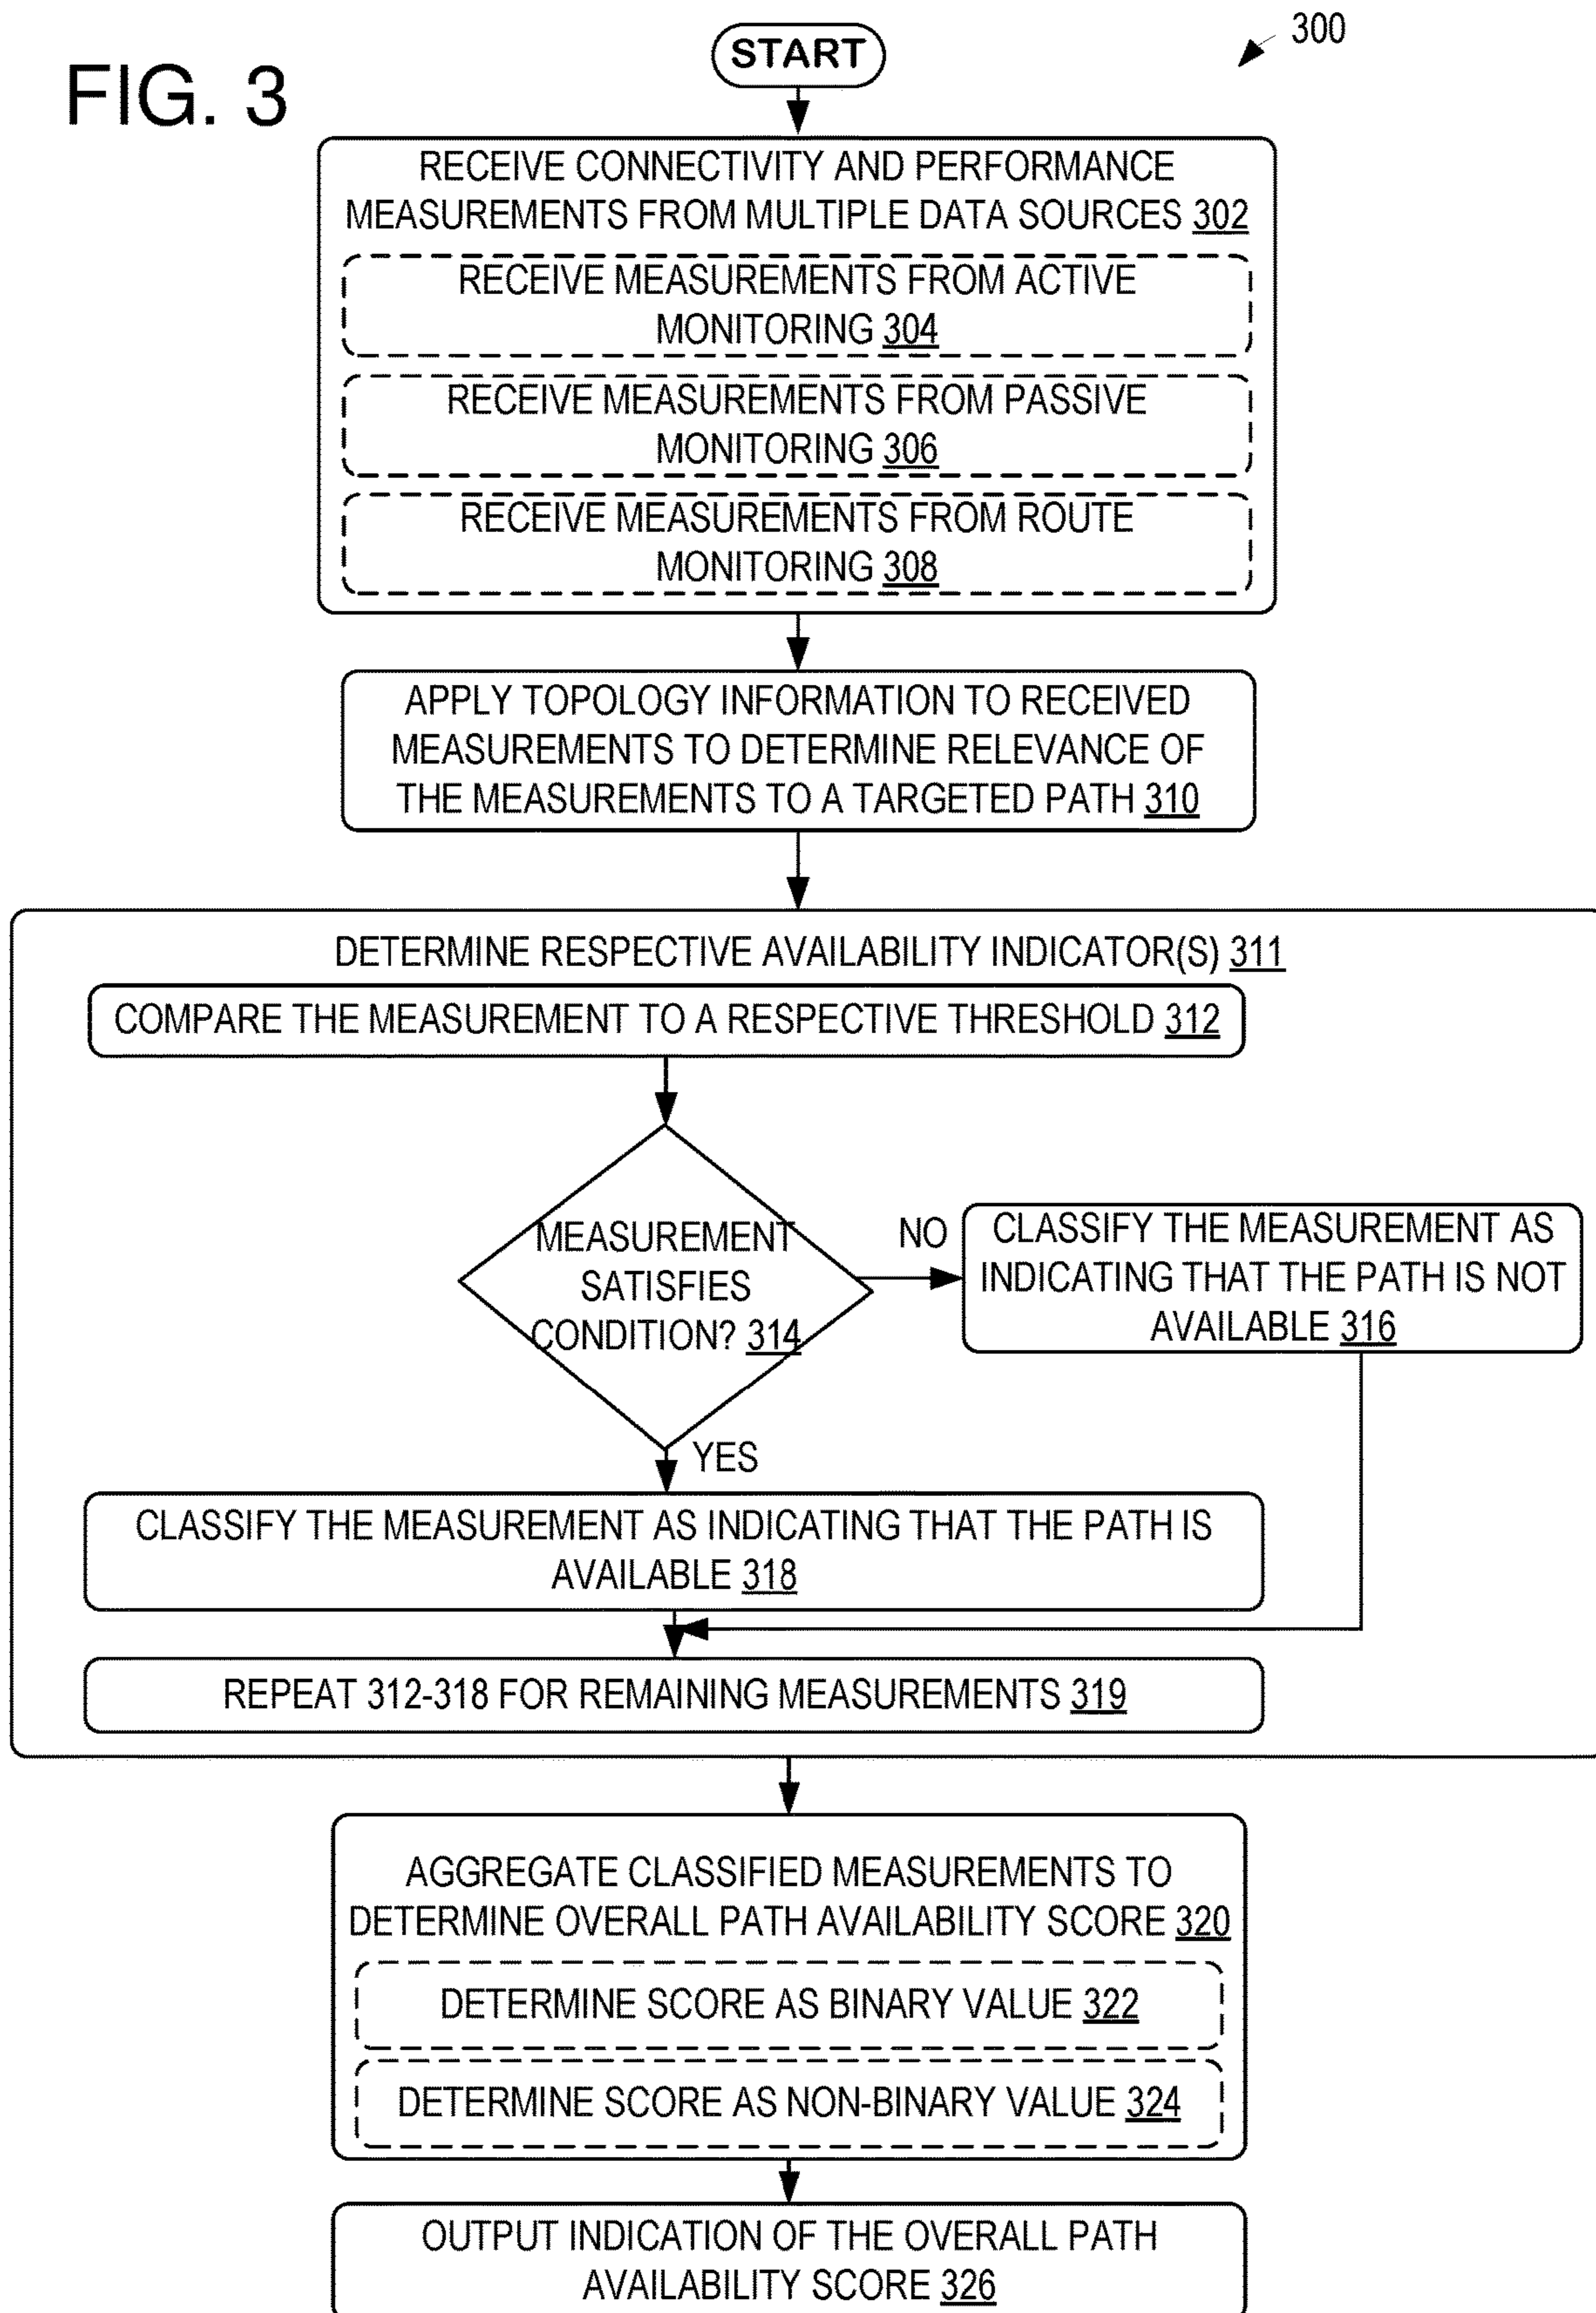 FIG. 3
START
300
RECEIVE CONNECTIVITY AND PERFORMANCE
MEASUREMENTS FROM MULTIPLE DATA SOURCES 302
RECEIVE MEASUREMENTS FROM ACTIVE
MONITORING 304
RECEIVE MEASUREMENTS FROM PASSIVE
MONITORING 306
RECEIVE MEASUREMENTS FROM ROUTE
MONITORING 308
APPLY TOPOLOGY INFORMATION TO RECEIVED
MEASUREMENTS TO DETERMINE RELEVANCE OF
THE MEASUREMENTS TO A TARGETED PATH 310
DETERMINE RESPECTIVE AVAILABILITY INDICATOR(S) 311
COMPARE THE MEASUREMENT TO A RESPECTIVE THRESHOLD 312
MEASUREMENT
SATISFIES
CONDITION? 314
NO
CLASSIFY THE MEASUREMENT AS
INDICATING THAT THE PATH IS NOT
AVAILABLE 316
YES
CLASSIFY THE MEASUREMENT AS INDICATING THAT THE PATH IS
AVAILABLE 318
REPEAT 312-318 FOR REMAINING MEASUREMENTS 319
AGGREGATE CLASSIFIED MEASUREMENTS TO
DETERMINE OVERALL PATH AVAILABILITY SCORE 320
DETERMINE SCORE AS BINARY VALUE 322
DETERMINE SCORE AS NON-BINARY VALUE 324
OUTPUT INDICATION OF THE OVERALL PATH
AVAILABILITY SCORE 326